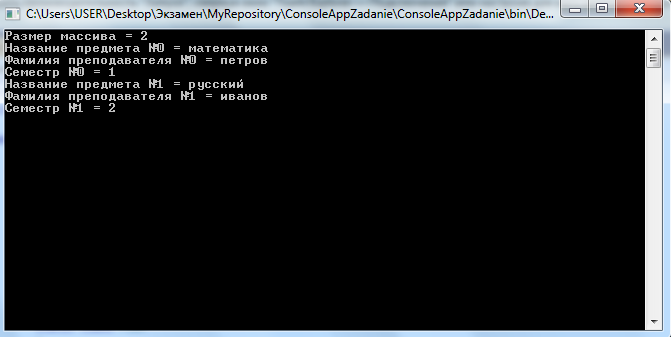 C:\Users\USER\Desktop\Экзамен\MyRepository\ConsoleAppZadanie\ConsoleAppZadanie\bin\De...
Размер массива = 2
Название предмета №0 = математика
Фамилия преподавателя №0 = петров
Семестр №0 = 1
Название предмета №1 = русский
Фамилия преподавателя №1 = иванов
Семестр №1 = 2